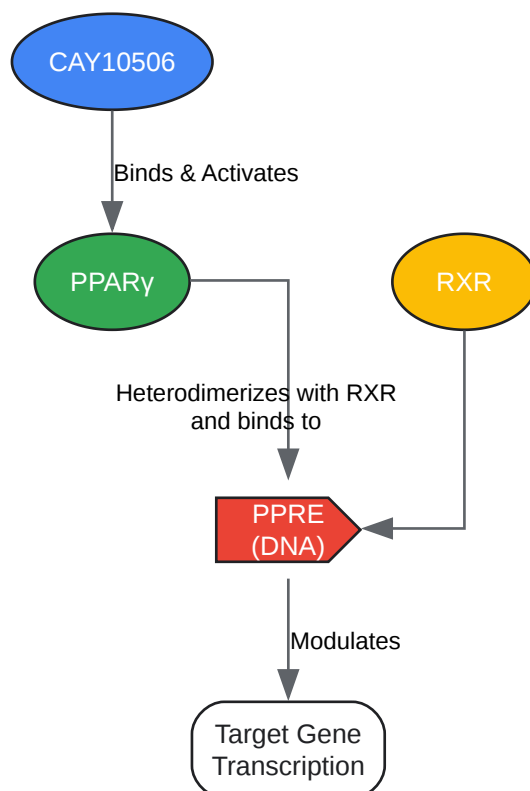 CAY10506
Binds & Activates
PPARγ
RXR
Heterodimerizes with RXR
and binds to
PPRE
(DNA)
Modulates
Target Gene
Transcription